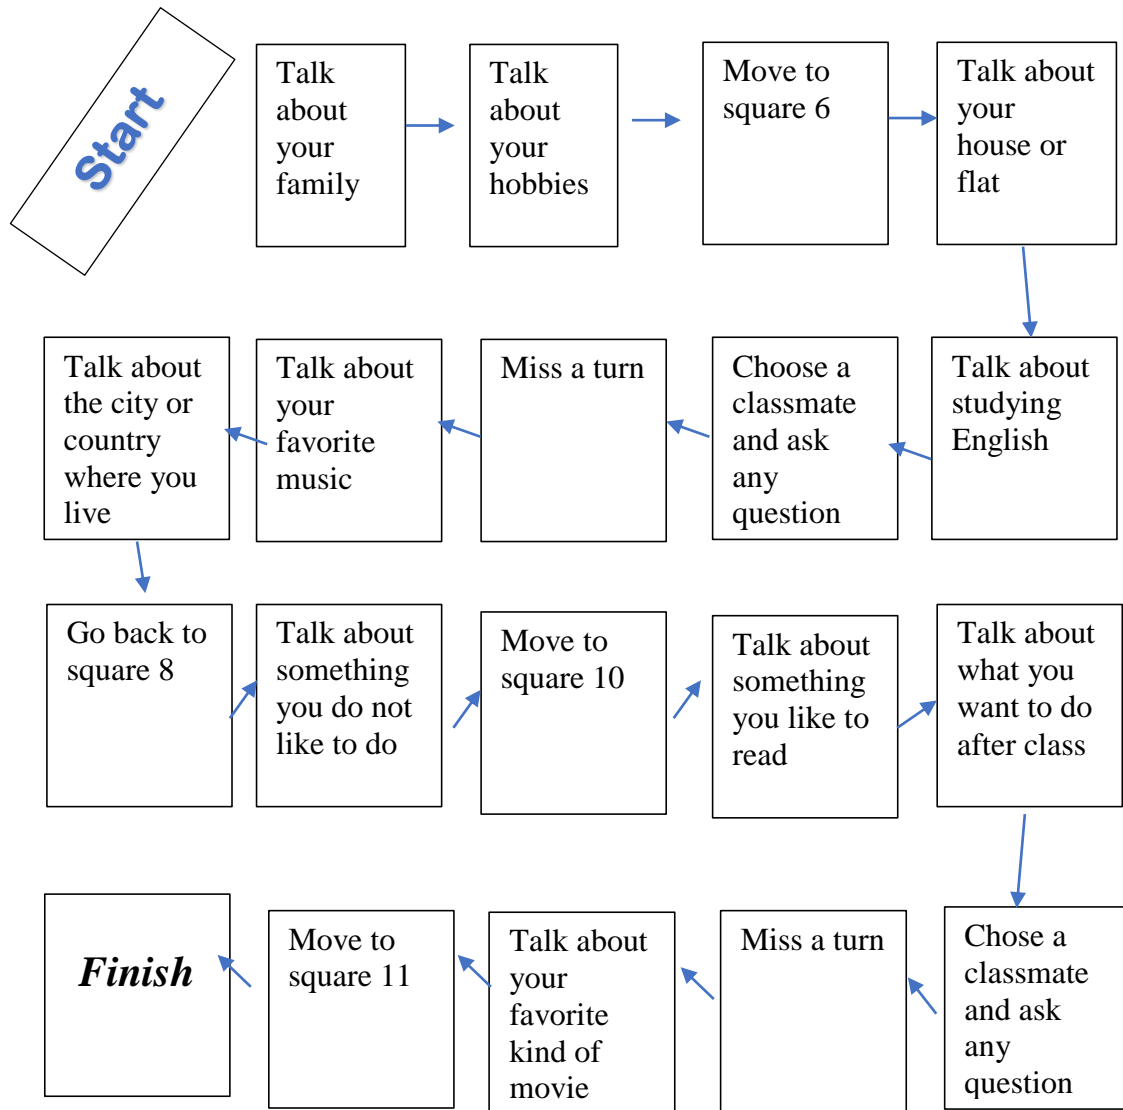 Start
Talk
about
your
family
Talk
about
your
hobbies
Move to
square 6
Talk about
your
house or
flat
Talk about
the city or
country
where you
live
Talk about
your
favorite
music
Miss a turn
Choose a
classmate
and ask
any
question
Talk about
studying
English
Go back to
square 8
Talk about
something
you do not
like to do
Move to
square 10
Talk about
something
you like to
read
Talk about
what you
want to do
after class
Finish
Move to
square 11
Talk about
your
favorite
kind of
movie
Miss a turn
Chose a
classmate
and ask
any
question